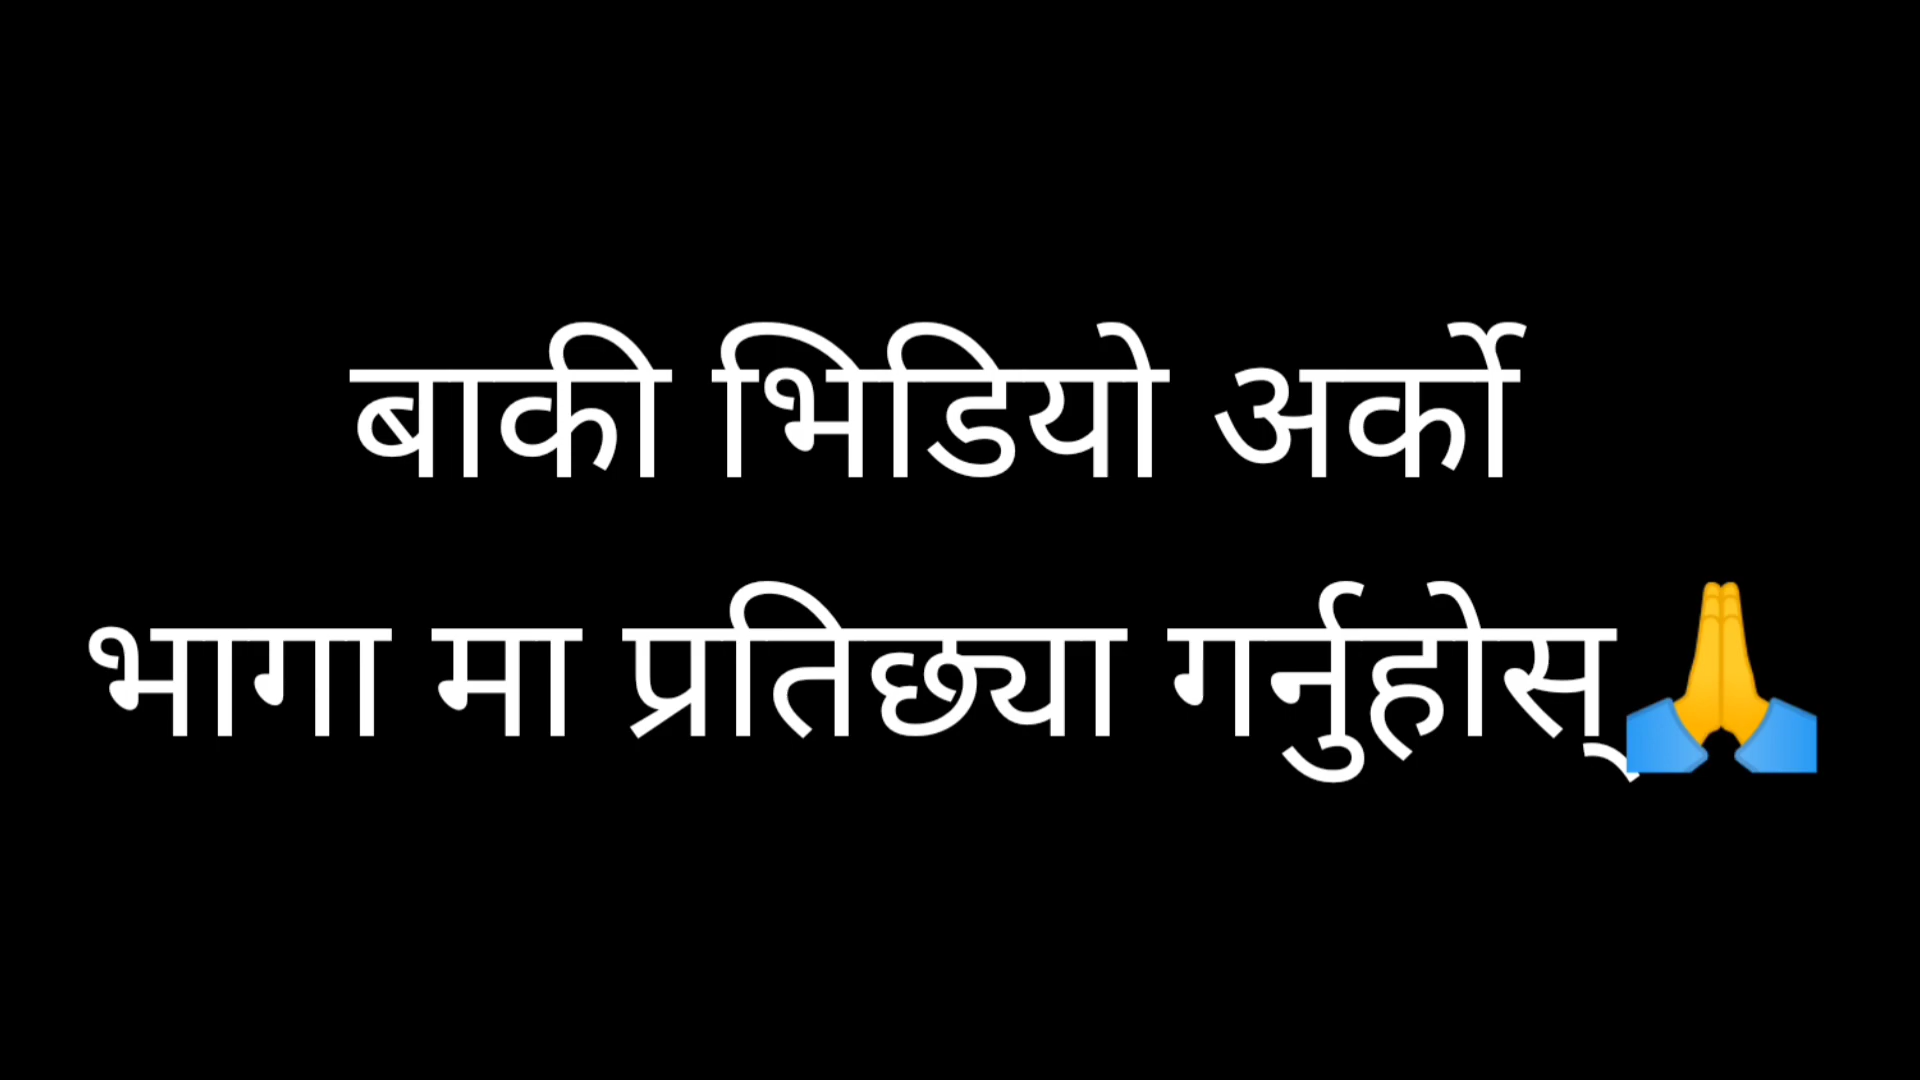 बाकी भिडियो अर्को
भागा मा प्रतिछ्या गर्नुहोस्🙏